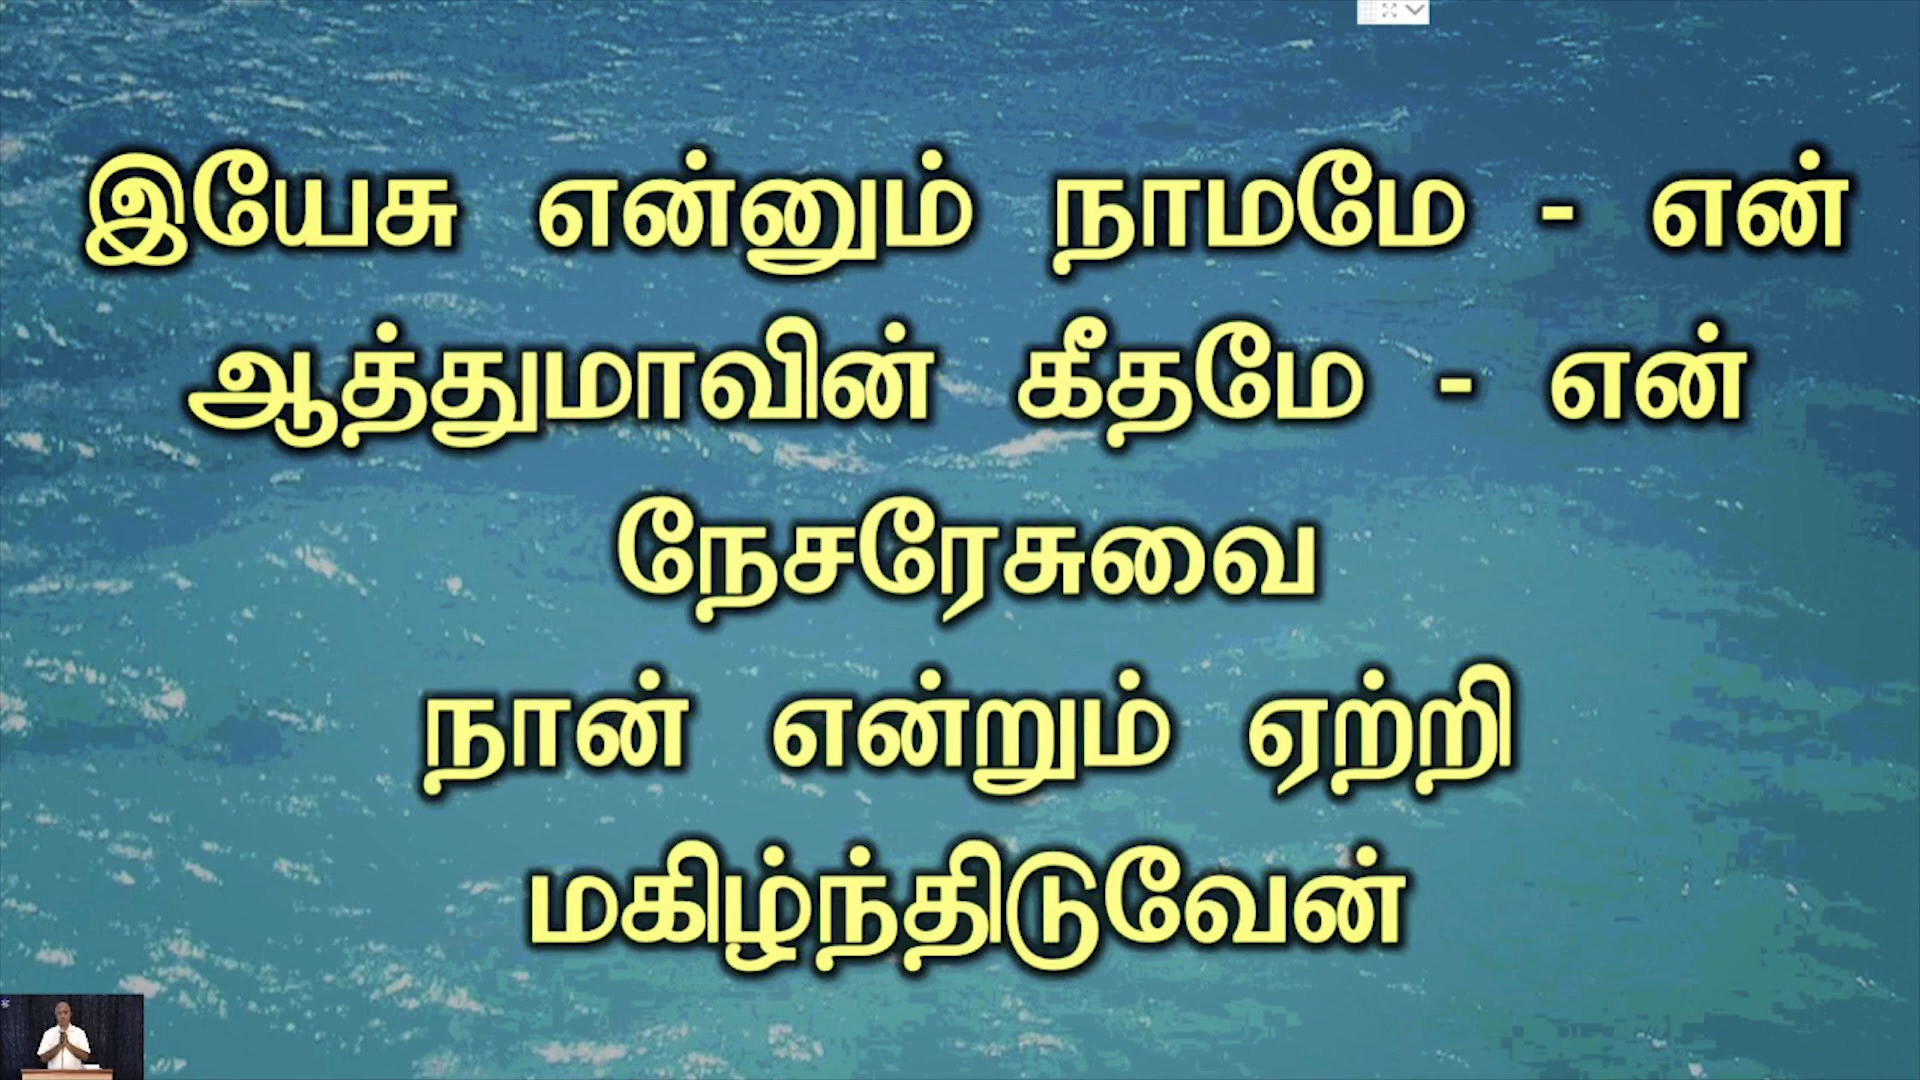 இயேசு என்னும் நாமமே - என்
ஆத்துமாவின் கீதமே - என்
நேசரேசுவை
நான் என்றும் ஏற்றி
மகிழ்ந்திடுவேன்